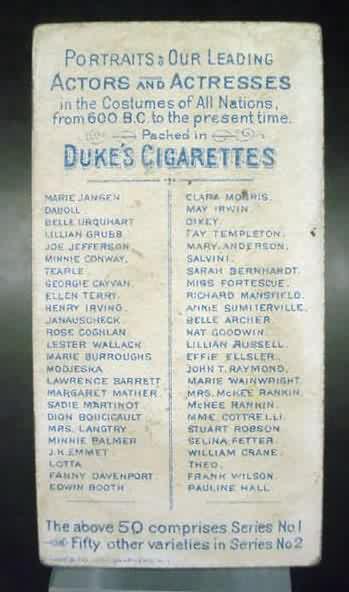 PORTRAITS OF OUR LEADING
ACTORS AND ACTRESSES
in the Costumes of All Nations,
from 600 B.C. to the present time.
Packed in
DUKE'S CIGARETTES
MARIE JANSEN
DABOLL
BELLE URQUHART
LILLIAN GRUBB
JOE JEFFERSON
MINNIE CONWAY.
TEARLE
GEORGIE CAYVAN
ELLEN TERRY.
HENRY IRVING.
JANAUSCHECK
ROSE COGHLAN
LESTER WALLACK
MARIE BURROUGHS
MODJESKA
LAWRENCE BARRETT
MARGARET MATHER
SADIE MARTINOT
DION BOUCICAULT
MRS. LANGTRY
MINNIE PALMER
J.K.EMMET
LOTTA
FANNY DAVENPORT
EDWIN BOOTH
CLARA MORRIS.
MAY IRWIN.
DIXEY.
FAY TEMPLETON.
MARY ANDERSON.
SALVINI.
SARAH BERNHARDT.
MISS FORTESCUE.
RICHARD MANSFIELD.
ANNIE SUMMERVILLE.
BELLE ARCHER
NAT GOODWIN.
LILLIAN RUSSELL.
EFFIE ELLSLER.
JOHN T. RAYMOND.
MARIE WAINWRIGHT.
MRS. McKEE RANKIN.
McKEE RANKIN.
MME. COTTRELLI.
STUART ROBSON
SELINA FETTER.
WILLIAM CRANE.
THEO.
FRANK WILSON.
PAULINE HALL
The above 50 comprises Series No.1
Fifty other varieties in Series No 2